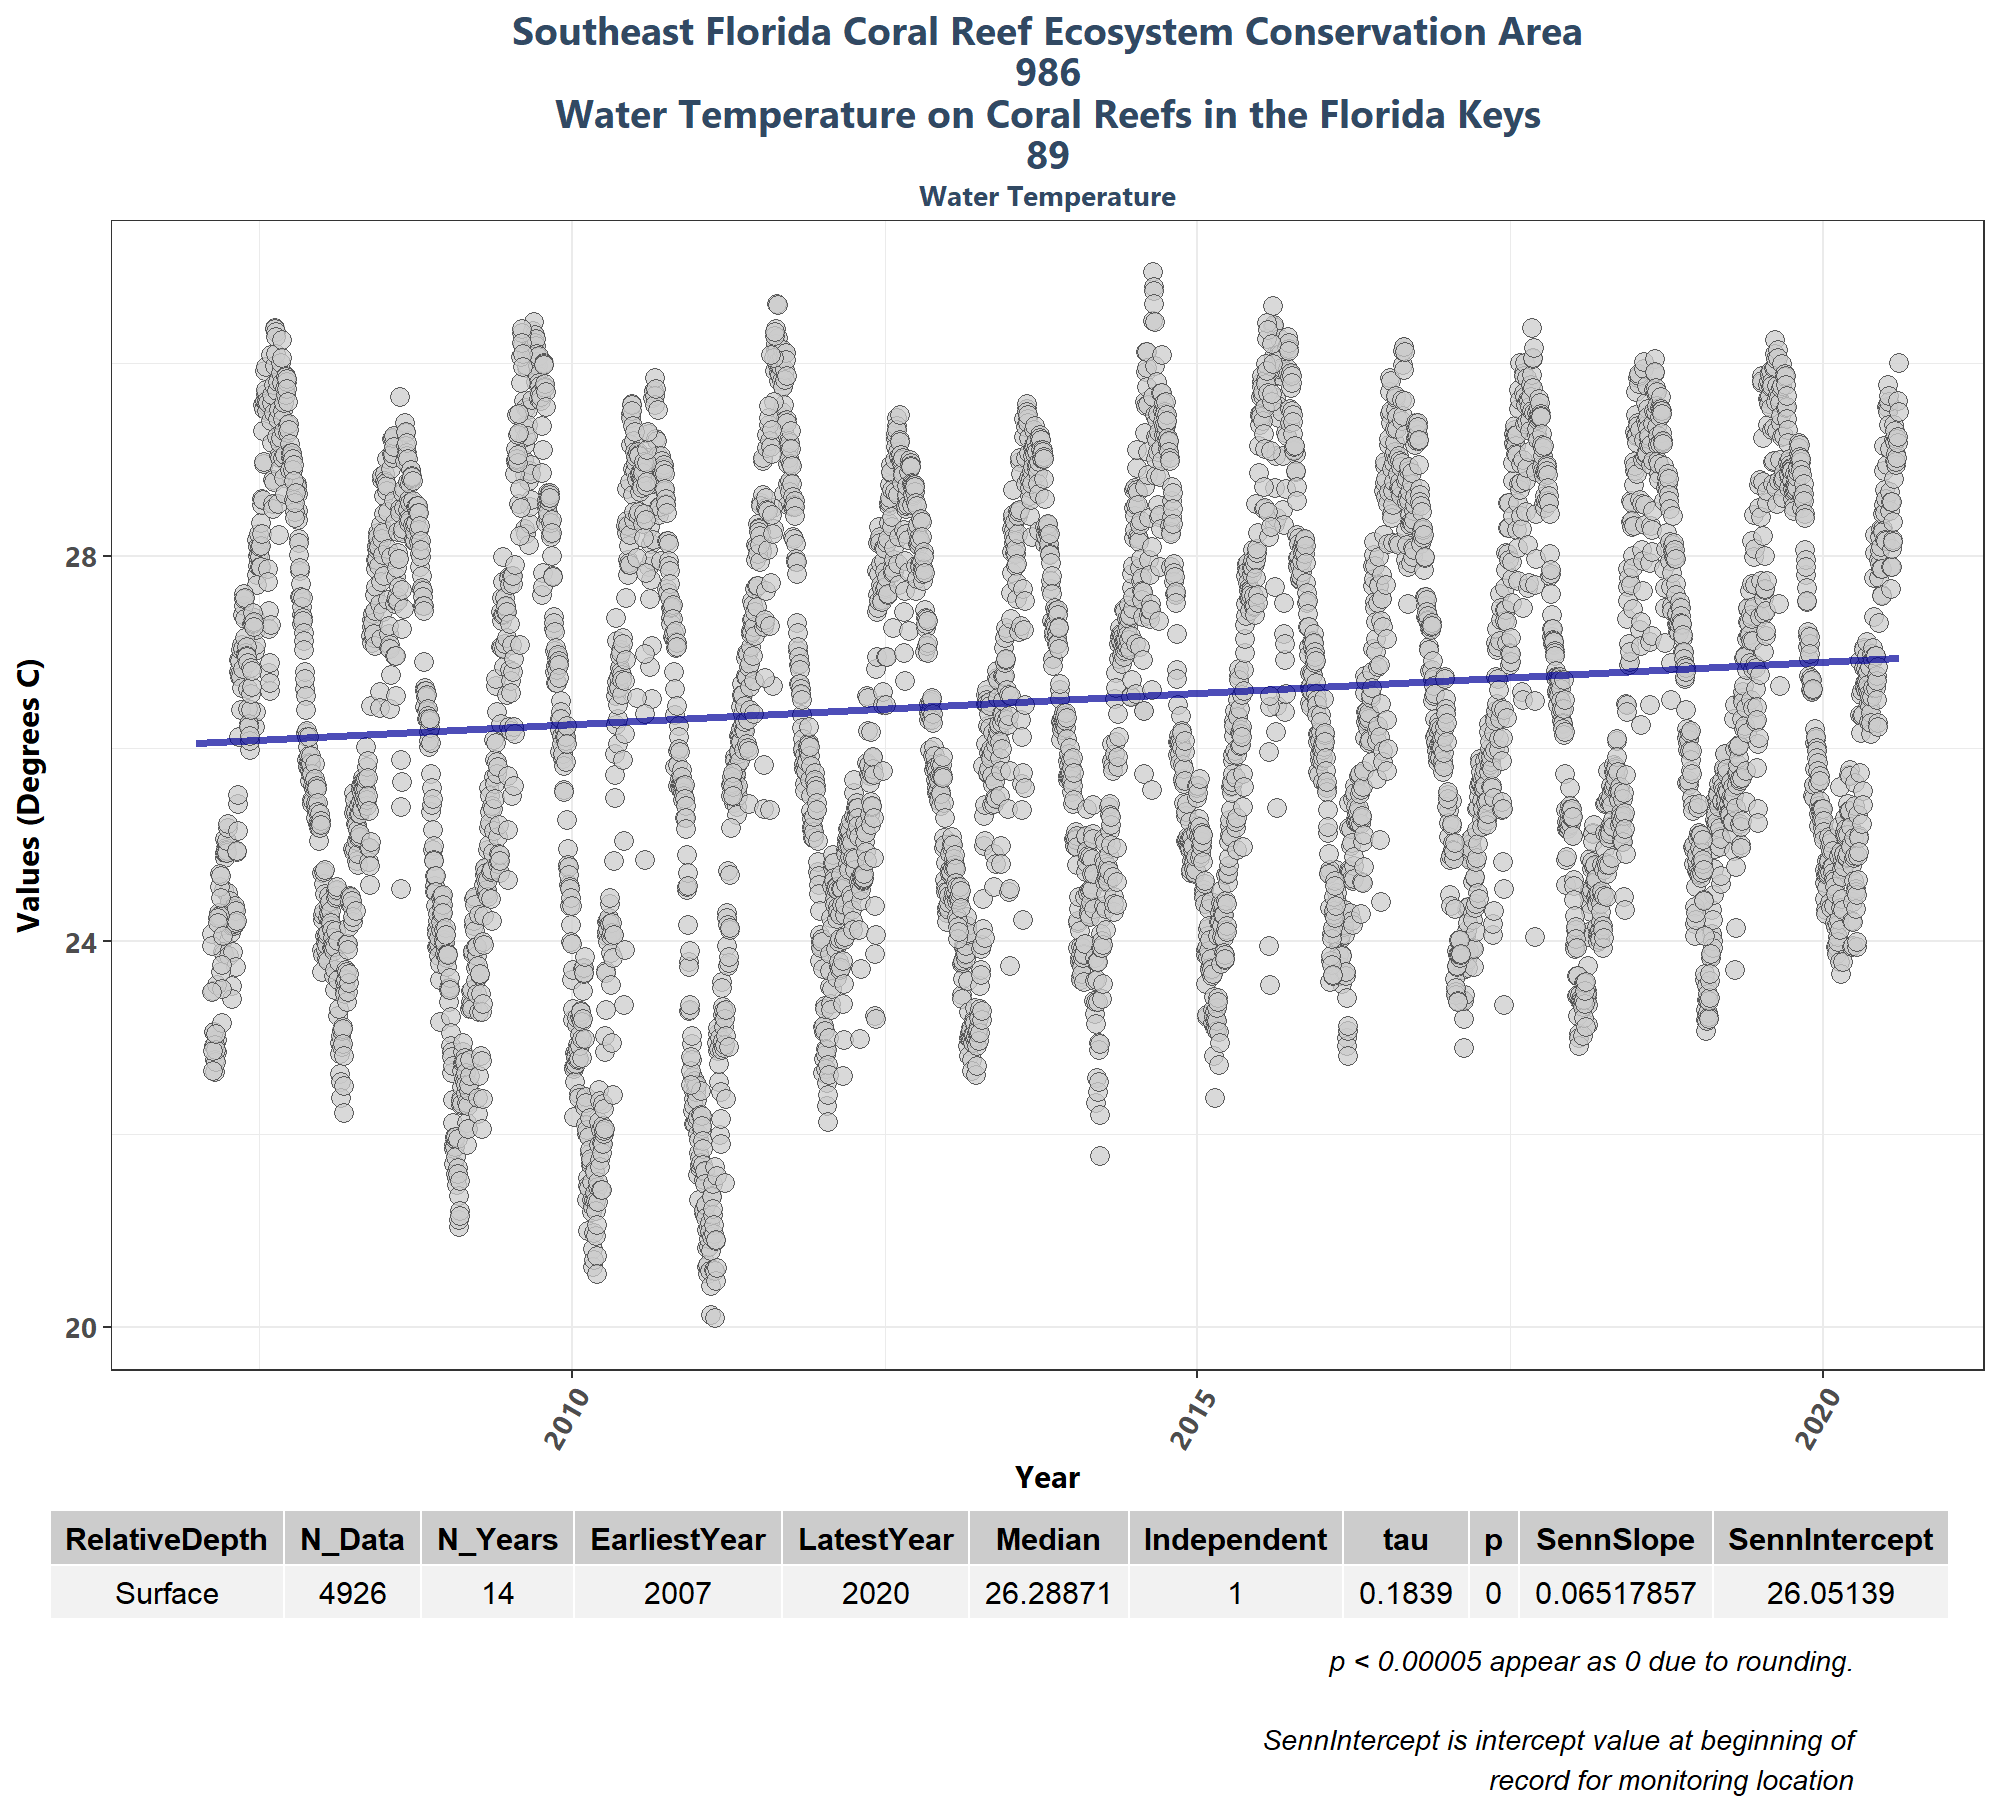 Southeast Florida Coral Reef Ecosystem Conservation Area
986
Water Temperature on Coral Reefs in the Florida Keys
89
Water Temperature
Values (Degrees C)
28
24
20
2010
2015
2020
Year
RelativeDepth N_Data N_Years EarliestYear LatestYear Median Independent tau p SennSlope SennIntercept
Surface 4926 14 2007 2020 26.28871 1 0.1839 0 0.06517857 26.05139
p < 0.00005 appear as 0 due to rounding.
SennIntercept is intercept value at beginning of
record for monitoring location